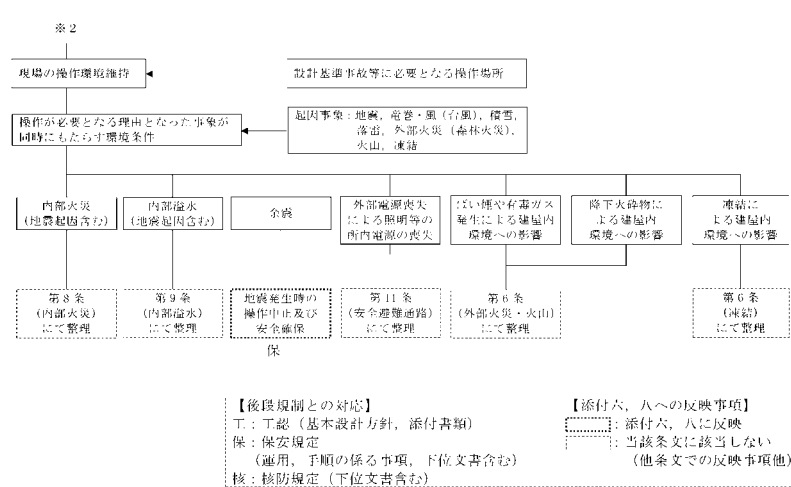 ※2
現場の操作環境維持
設計基準事故等に必要となる操作場所
操作が必要となる理由となった事象が
同時にもたらす環境条件
起因事象：地震，竜巻・風（台風），積雪，
落雷，外部火災（森林火災），
火山，凍結
内部火災
（地震起因含む）
内部溢水
（地震起因含む）
余震
外部電源喪失
による照明等の
所内電源の喪失
ばい煙や有毒ガス
発生による建屋内
環境への影響
降下火砕物に
よる建屋内
環境への影響
凍結に
よる建屋内
環境への影響
第8条
（内部火災）
にて整理
第9条
（内部溢水）
にて整理
地震発生時の
操作中止及び
安全確保
保
第11条
（安全避難通路）
にて整理
第6条
（外部火災・火山）
にて整理
第6条
（凍結）
にて整理
【後段規制との対応】
工：工認（基本設計方針，添付書類）
保：保安規定
（運用，手順の係る事項，下位文書含む）
核：核防規定（下位文書含む）
【添付六，八への反映事項】
：添付六，八に反映
：当該条文に該当しない
（他条文での反映事項他）